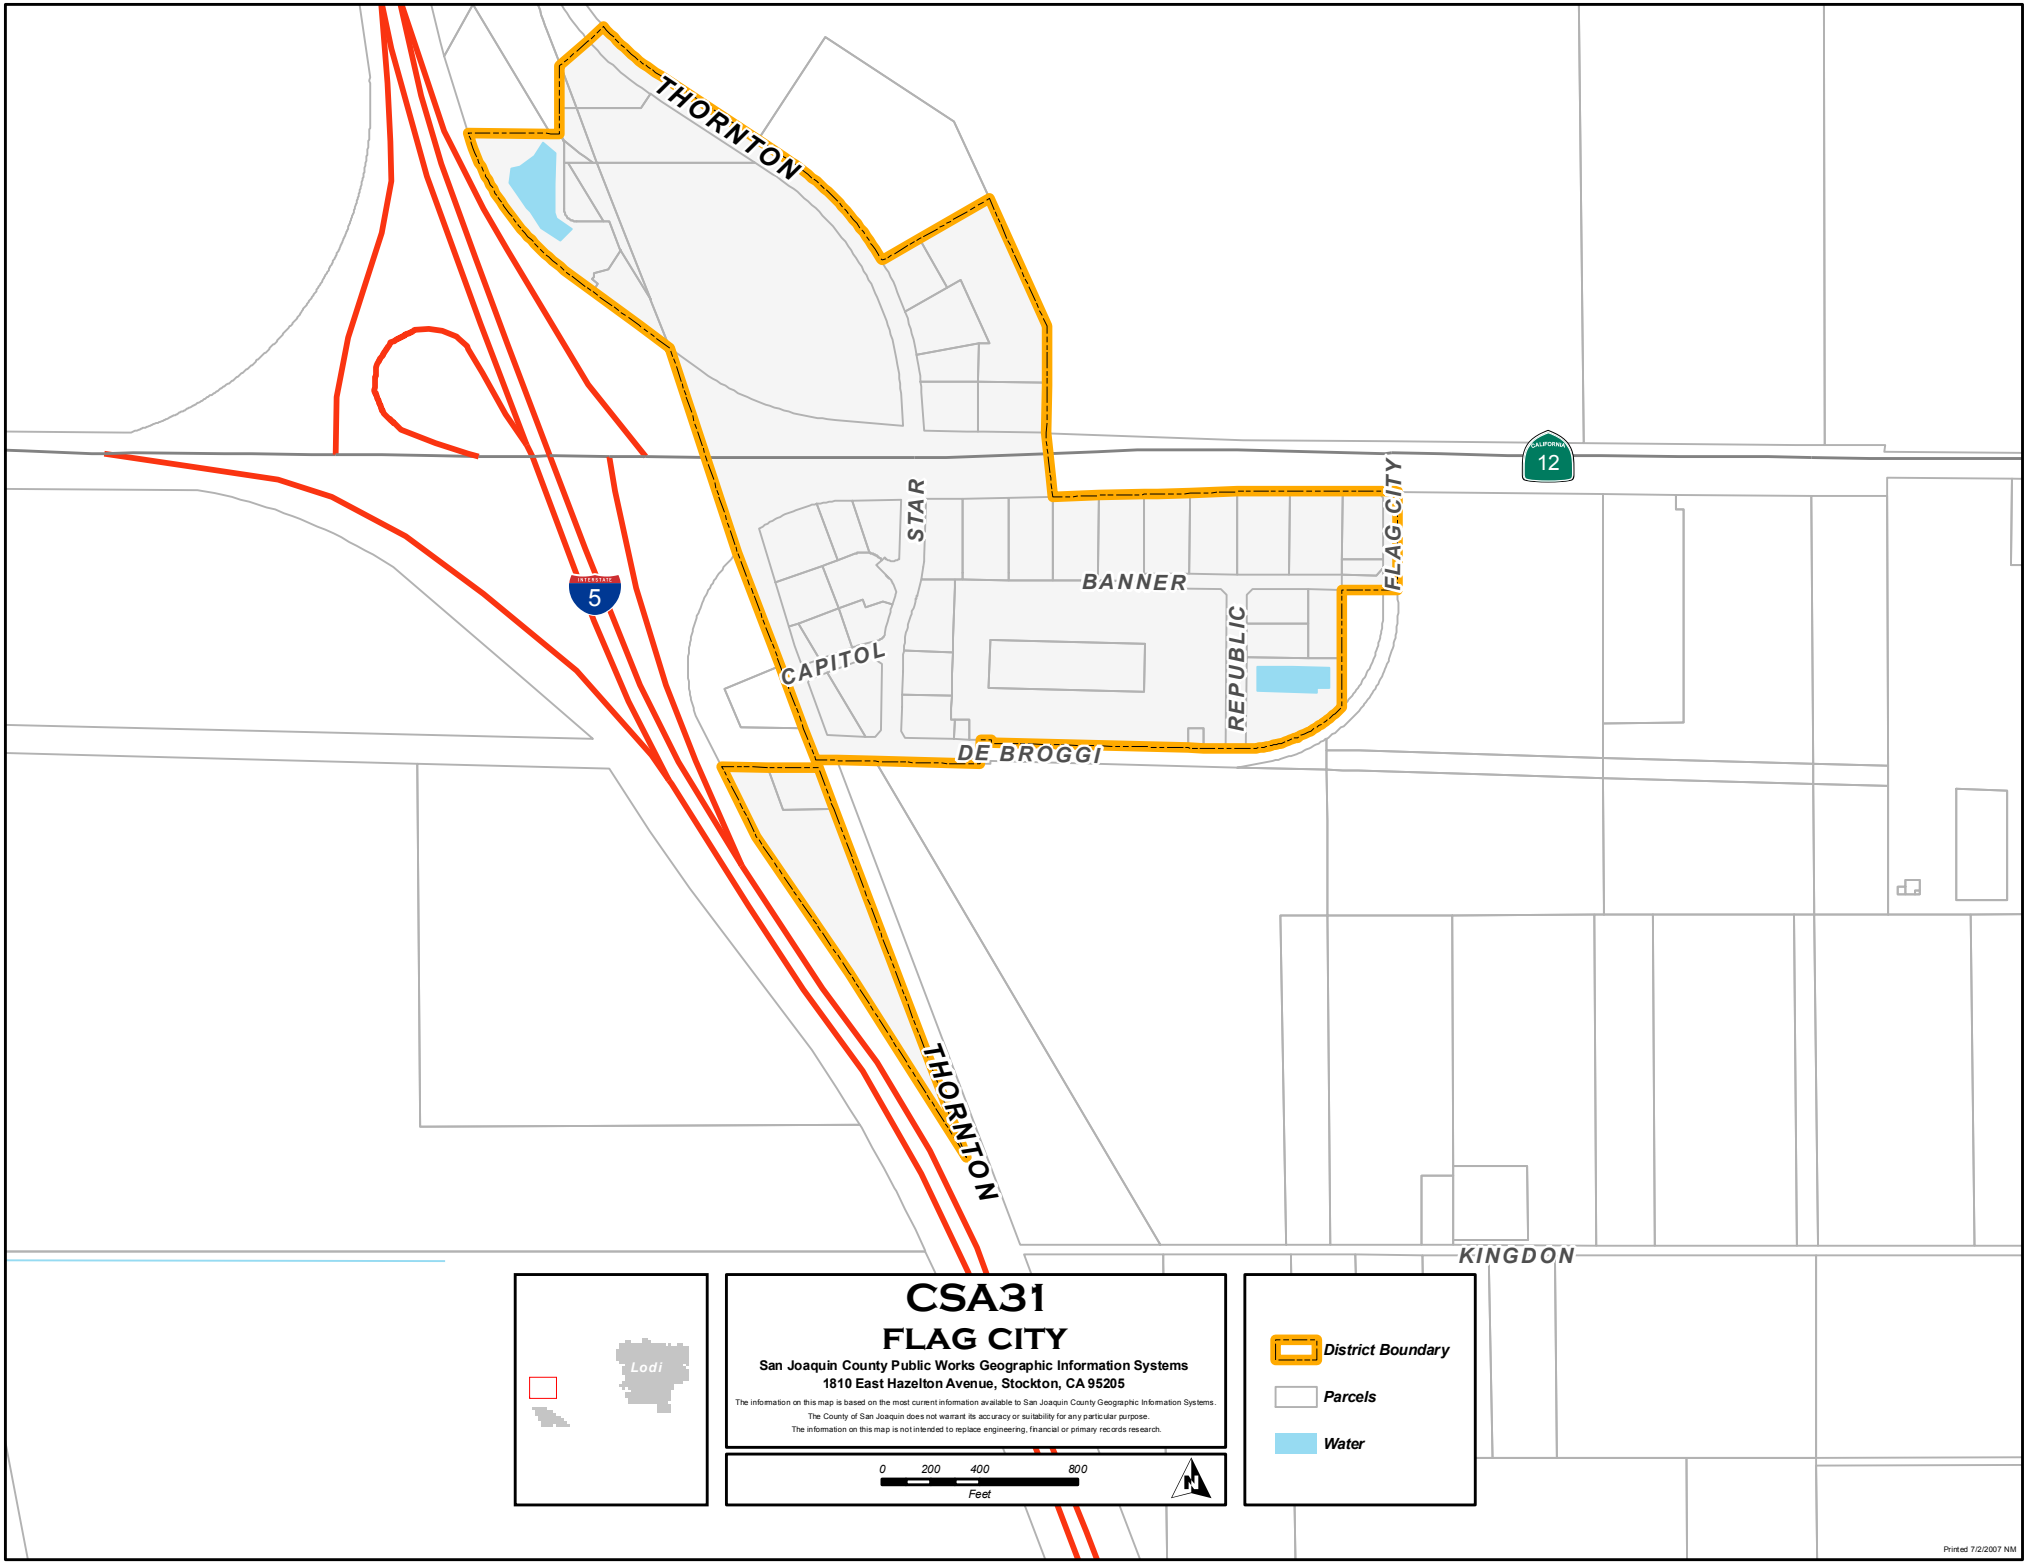 THORNTON
CALIFORNIA
12
FLAG CITY
STAR
INTERSTATE
5
BANNER
REPUBLIC
CAPITOL
DE BROGGI
THORNTON
KINGDON
Lodi
CSA31
FLAG CITY
San Joaquin County Public Works Geographic Information Systems
1810 East Hazelton Avenue, Stockton, CA 95205
The information on this map is based on the most current information available to San Joaquin County Geographic Information Systems.
The County of San Joaquin does not warrant its accuracy or suitability for any particular purpose.
The information on this map is not intended to replace engineering, financial or primary records research.
0 200 400 800
Feet
N
District Boundary
Parcels
Water
Printed 7/2/2007 NM